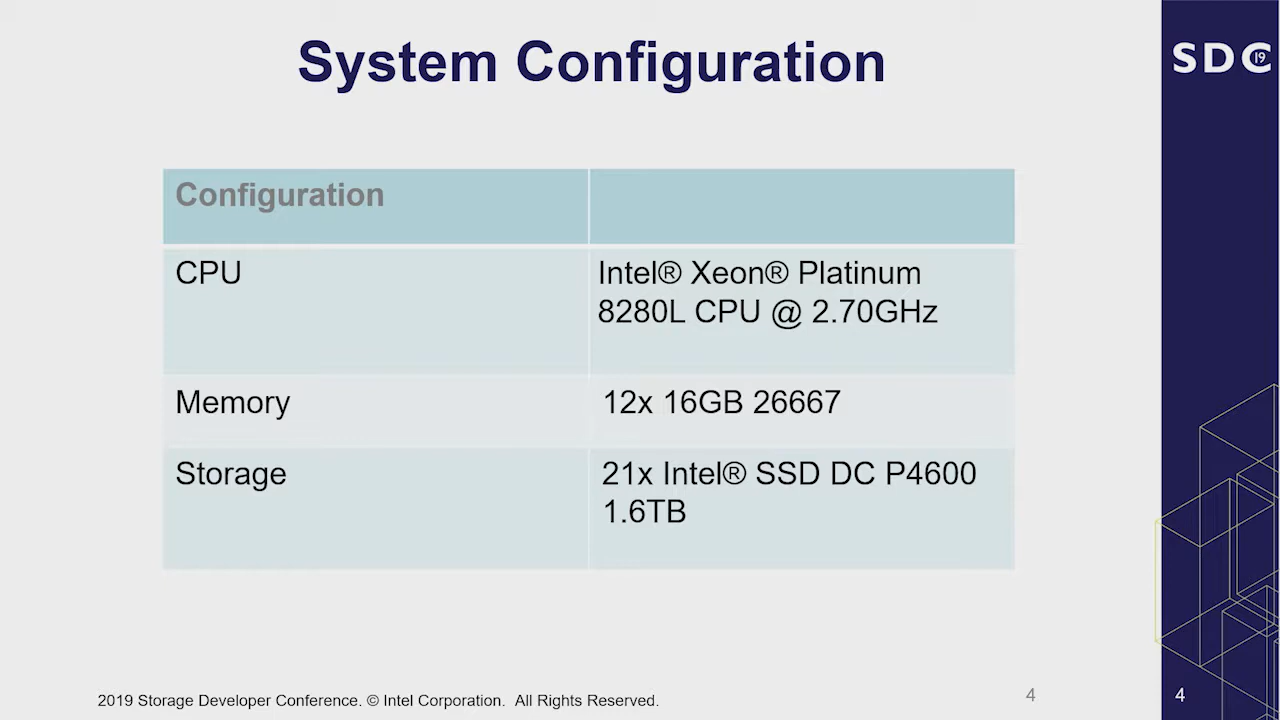 System Configuration
SDC 19
Configuration
CPU
Intel® Xeon® Platinum
8280L CPU @ 2.70GHz
Memory
12x 16GB 26667
Storage
21x Intel® SSD DC P4600
1.6TB
2019 Storage Developer Conference. © Intel Corporation. All Rights Reserved.
4
4